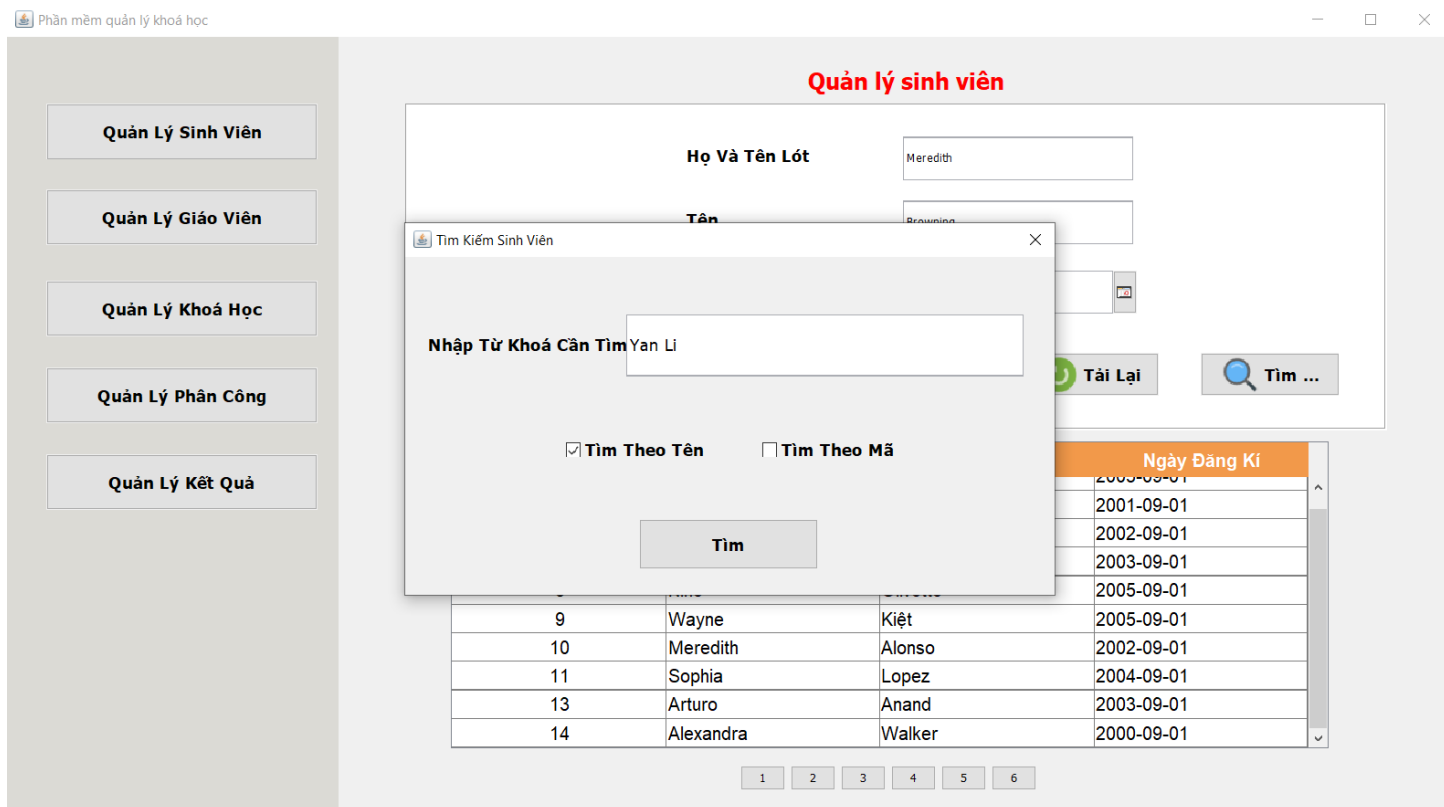 Phần mềm quản lý khoá học
Quản Lý Sinh Viên
Quản Lý Giáo Viên
Quản Lý Khoá Học
Quản Lý Phân Công
Quản Lý Kết Quả
Quản lý sinh viên
Họ Và Tên Lót Meredith
Tên Browning
Tải Lại Tìm ...
Tìm Kiếm Sinh Viên
Nhập Từ Khoá Cần Tìm Yan Li
Tìm Theo Tên Tìm Theo Mã
Tìm
Ngày Đăng Kí
2001-09-01
2002-09-01
2003-09-01
2005-09-01
9 Wayne Kiệt 2005-09-01
10 Meredith Alonso 2002-09-01
11 Sophia Lopez 2004-09-01
13 Arturo Anand 2003-09-01
14 Alexandra Walker 2000-09-01
1 2 3 4 5 6